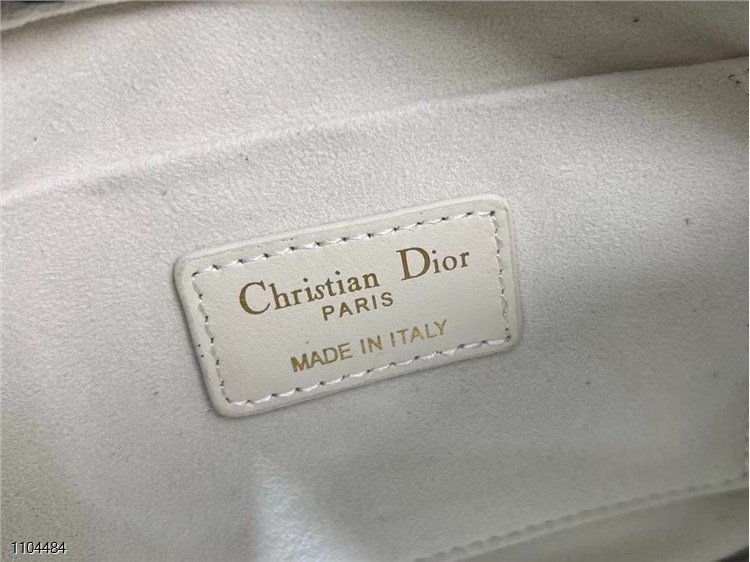 Christian Dior
PARIS
MADE IN ITALY
1104484